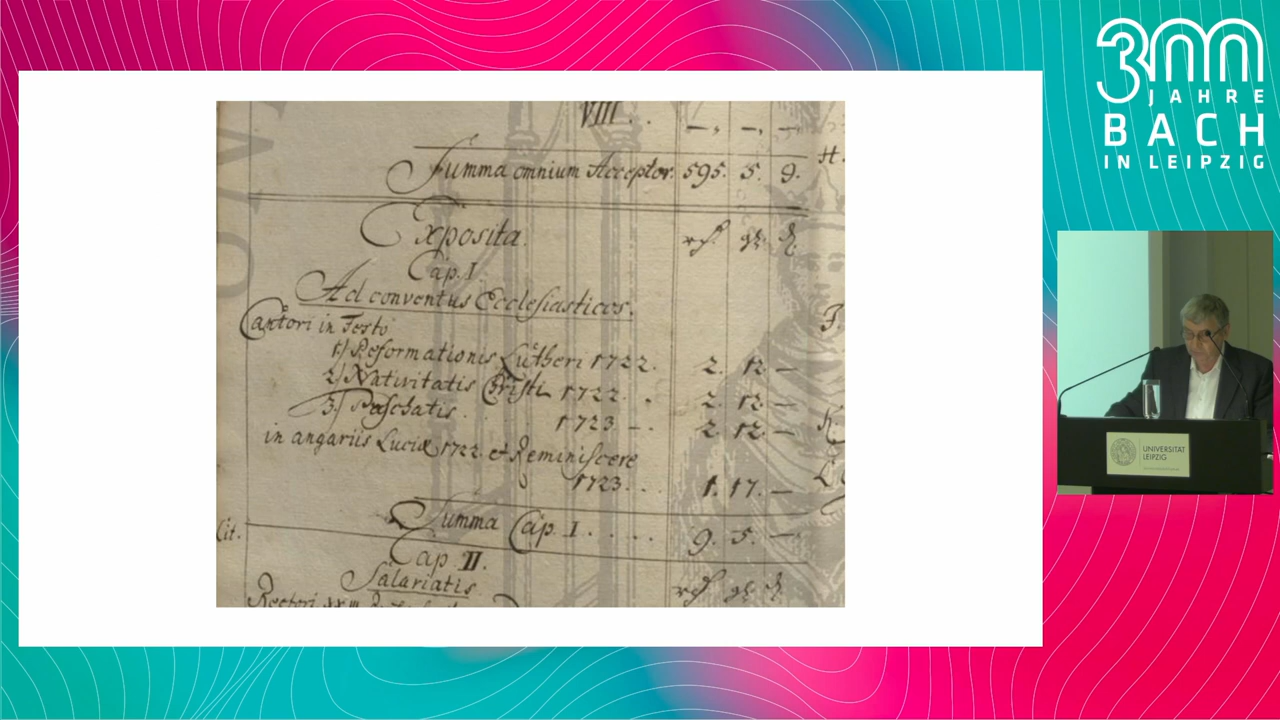 VIII . .
Summa omnium Acceptor. 595. 5. 9.
Exposita.
Cap. I
Ad conventus Ecclesiasticos.
Cantori in Festo
1) Reformationis Lutheri 1722. 2. 12. —
2) Nativitatis Christi 1722. . 2. 12. —
3. Paschatis . 1723. – . 2. 12. —
in angariis Luciæ 1722. et Reminiscere
1723. . . . 1. 17. —
Summa Cap. I . . . . . 9. 5. —
Cap II.
Salariatis
Rectori
Cit.
300
JAHRE
BACH
IN LEIPZIG
UNIVERSITÄT
LEIPZIG